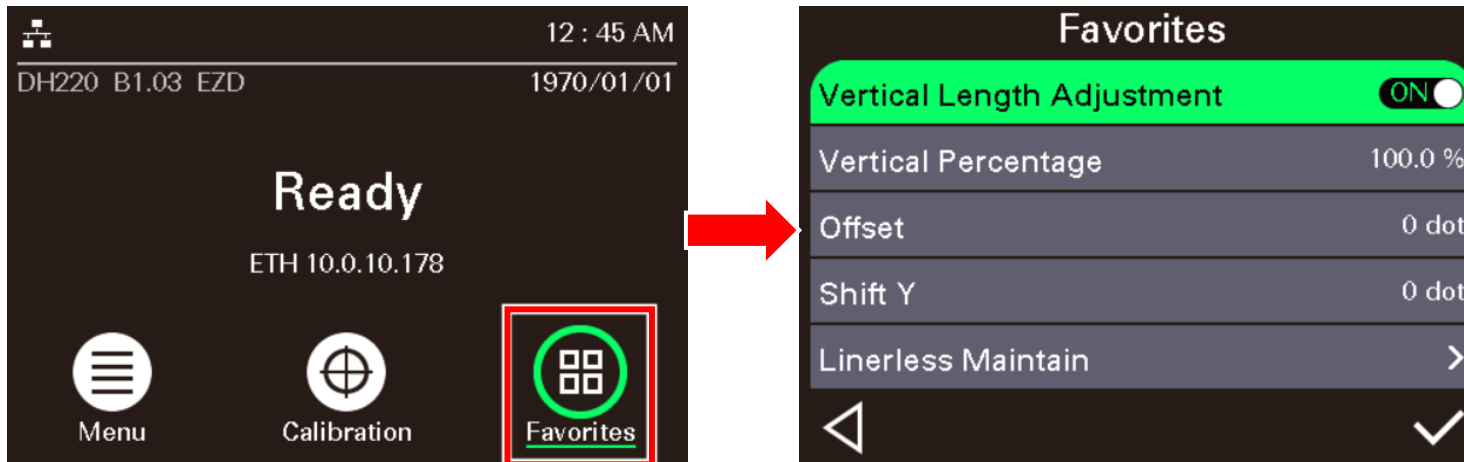 12 : 45 AM
DH220 B1.03 EZD 1970/01/01
Ready
ETH 10.0.10.178
Menu Calibration Favorites
Favorites
Vertical Length Adjustment ON
Vertical Percentage 100.0 %
Offset 0 dot
Shift Y 0 dot
Linerless Maintain